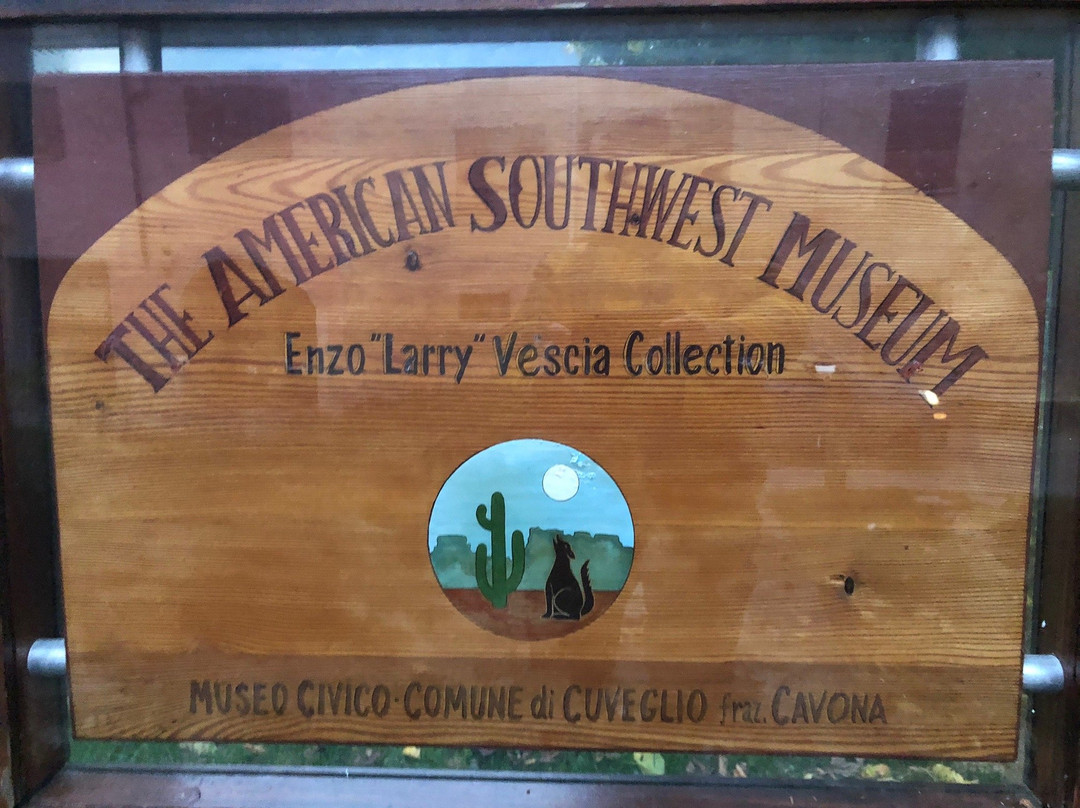 THE AMERICAN SOUTHWEST MUSEUM
Enzo "Larry" Vescia Collection
MUSEO CIVICO · COMUNE di CUVEGLIO fraz. CAVONA